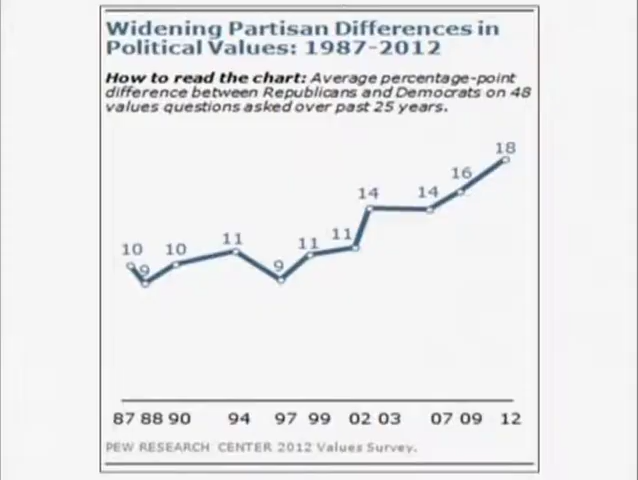 Widening Partisan Differences in
Political Values: 1987-2012
How to read the chart: Average percentage-point
difference between Republicans and Democrats on 48
values questions asked over past 25 years.
18
16
14 14
11 11 11
10 10
9 9
87 88 90 94 97 99 02 03 07 09 12
PEW RESEARCH CENTER 2012 Values Survey.